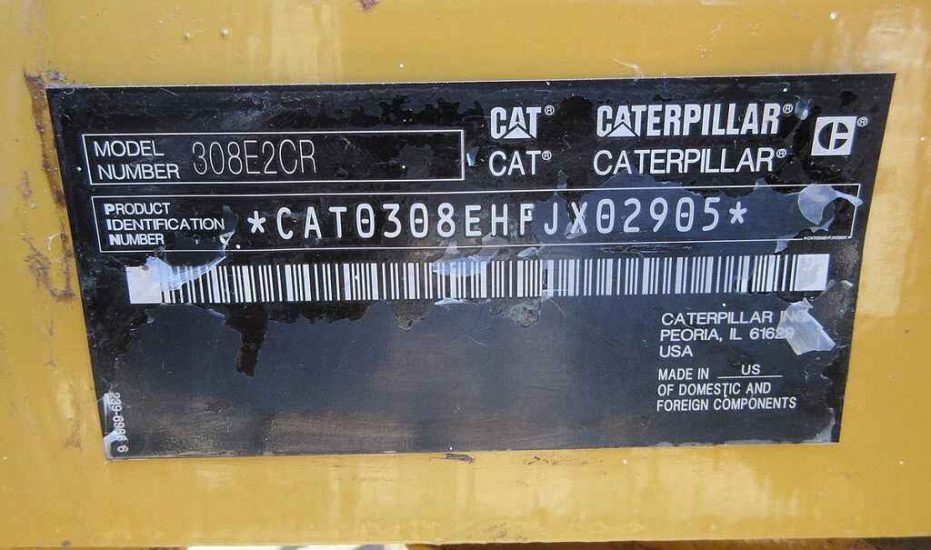 CAT® CATERPILLAR®
CAT® CATERPILLAR®
MODEL NUMBER 308E2CR
PRODUCT IDENTIFICATION NUMBER *CAT0308EHFJX02905*
CATERPILLAR INC.
PEORIA, IL 61629
USA
MADE IN US
OF DOMESTIC AND
FOREIGN COMPONENTS